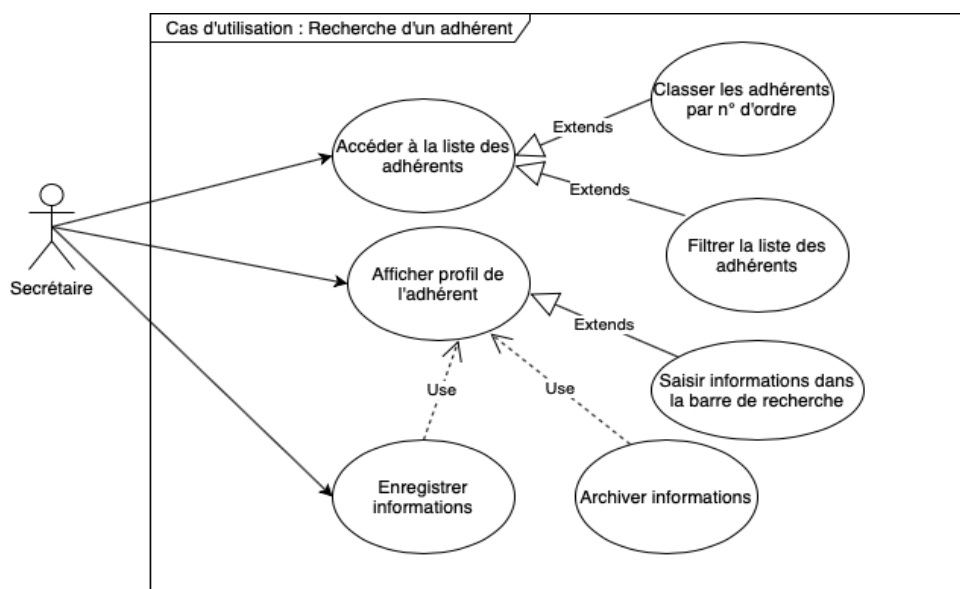 Cas d'utilisation : Recherche d'un adhérent
Classer les adhérents
par n° d'ordre
Extends
Accéder à la liste des
adhérents
Extends
Filtrer la liste des
adhérents
Secrétaire
Afficher profil de
l'adhérent
Extends
Saisir informations dans
la barre de recherche
Use
Use
Enregistrer
informations
Archiver informations